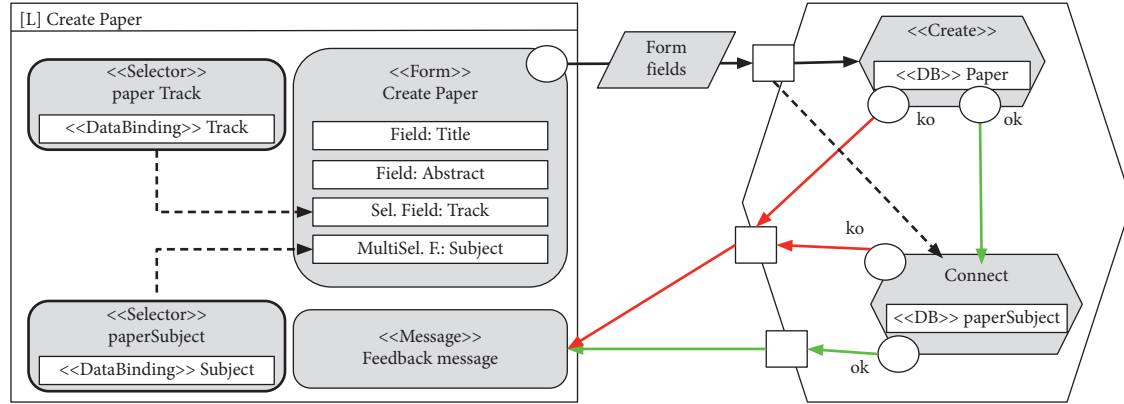 [L] Create Paper
<<Selector>>
paper Track
<<DataBinding>> Track
<<Form>>
Create Paper
Field: Title
Field: Abstract
Sel. Field: Track
MultiSel. F.: Subject
<<Selector>>
paperSubject
<<DataBinding>> Subject
<<Message>>
Feedback message
Form
fields
<<Create>>
<<DB>> Paper
ko
ok
ko
Connect
<<DB>> paperSubject
ok